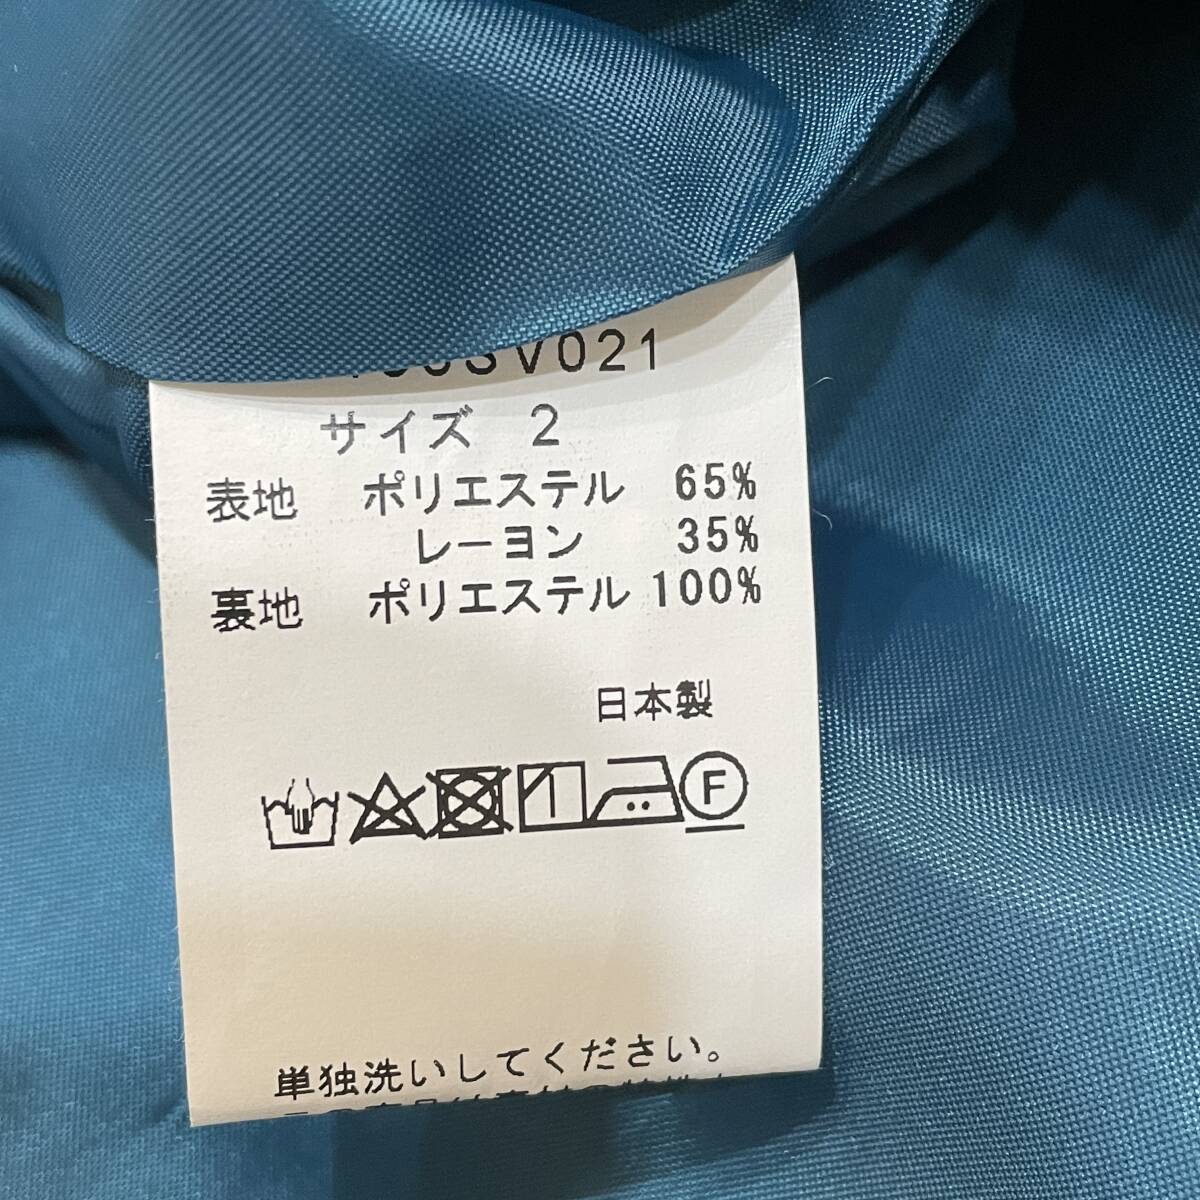 SV021
サイズ 2
表地 ポリエステル 65%
レーヨン 35%
裏地 ポリエステル 100%
日本製
F
単独洗いしてください。